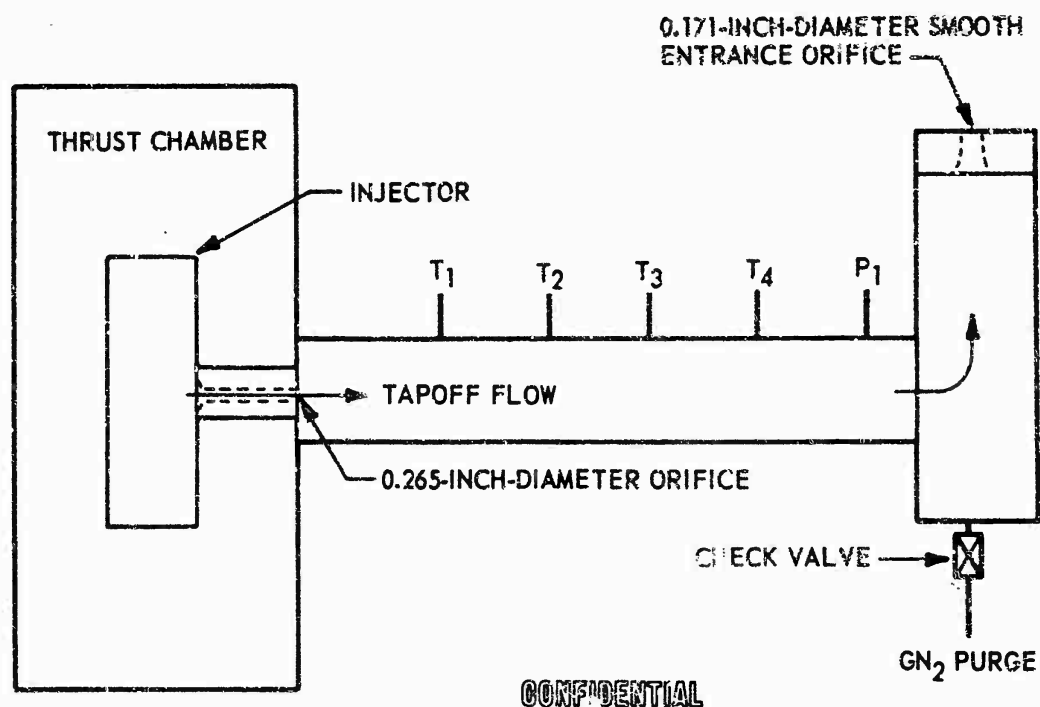 0.171-INCH-DIAMETER SMOOTH
ENTRANCE ORIFICE
THRUST CHAMBER
INJECTOR
T1
T2
T3
T4
P1
TAPOFF FLOW
0.265-INCH-DIAMETER ORIFICE
CHECK VALVE
GN2 PURGE
CONFIDENTIAL